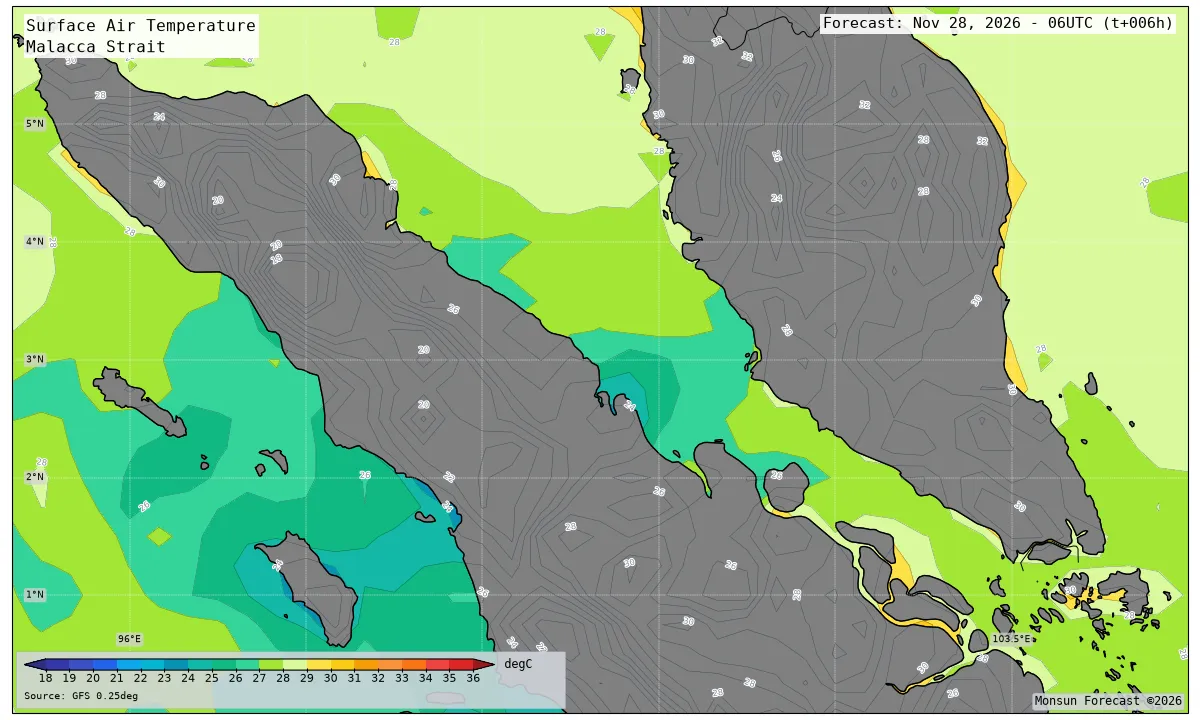 Surface Air Temperature
Malacca Strait
Forecast: Nov 28, 2026 - 06UTC (t+006h)
5°N
4°N
3°N
2°N
1°N
96°E
103.5°E
degC
18 19 20 21 22 23 24 25 26 27 28 29 30 31 32 33 34 35 36
Source: GFS 0.25deg
Monsun Forecast ©2026